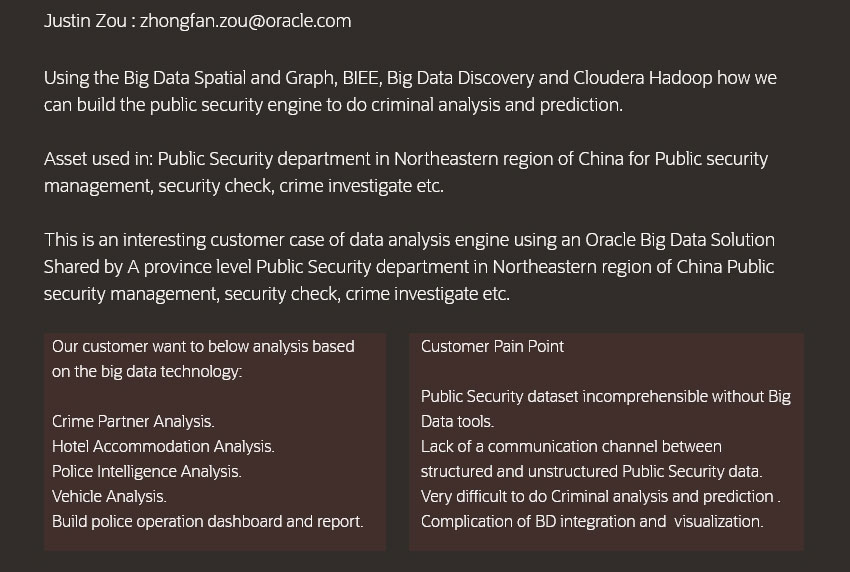 Justin Zou : zhongfan.zou@oracle.com
Using the Big Data Spatial and Graph, BIEE, Big Data Discovery and Cloudera Hadoop how we
can build the public security engine to do criminal analysis and prediction.
Asset used in: Public Security department in Northeastern region of China for Public security
management, security check, crime investigate etc.
This is an interesting customer case of data analysis engine using an Oracle Big Data Solution
Shared by A province level Public Security department in Northeastern region of China Public
security management, security check, crime investigate etc.
Our customer want to below analysis based
on the big data technology:
Crime Partner Analysis.
Hotel Accommodation Analysis.
Police Intelligence Analysis.
Vehicle Analysis.
Build police operation dashboard and report.
Customer Pain Point
Public Security dataset incomprehensible without Big
Data tools.
Lack of a communication channel between
structured and unstructured Public Security data.
Very difficult to do Criminal analysis and prediction .
Complication of BD integration and  visualization.